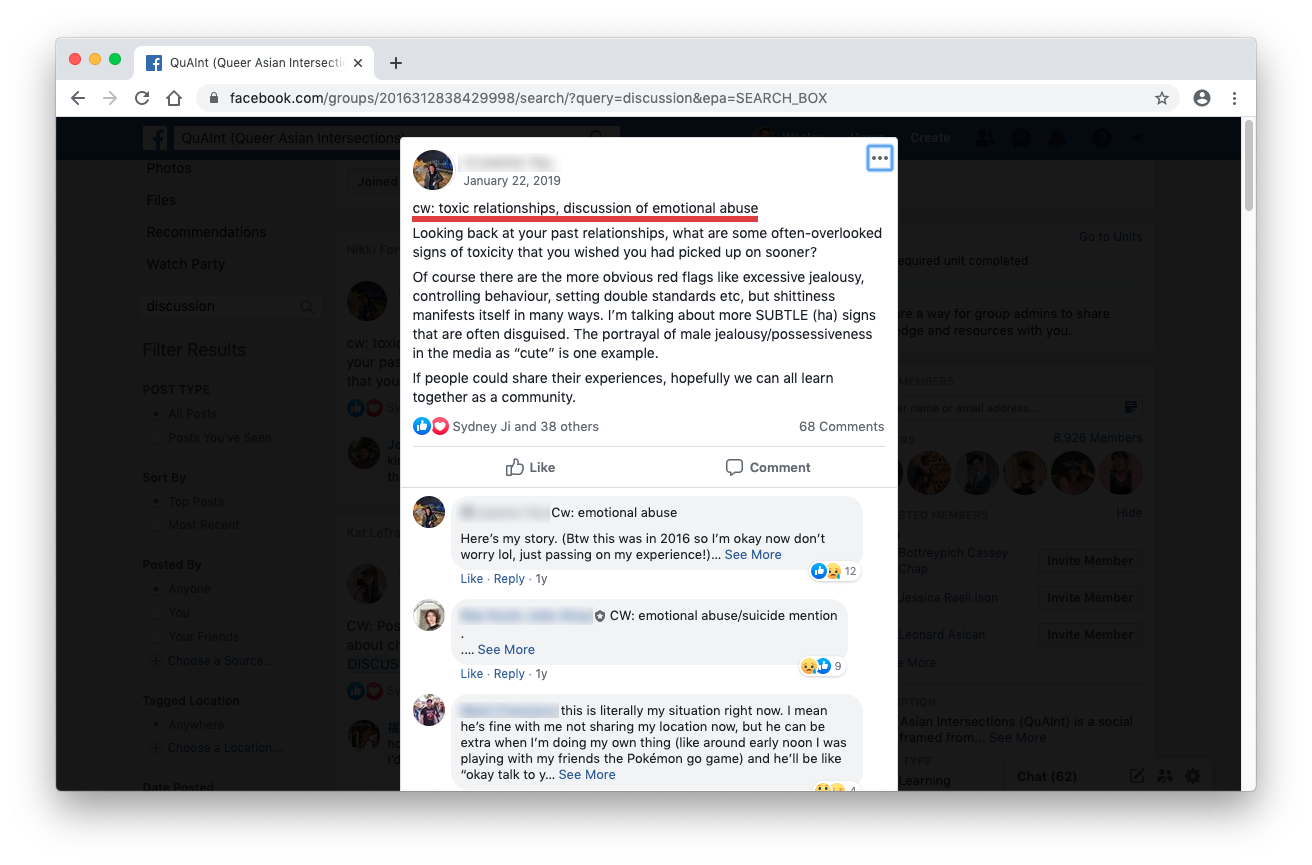 QuAInt (Queer Asian Intersecti
facebook.com/groups/2016312838429998/search/?query=discussion&epa=SEARCH_BOX
QuAInt (Queer Asian Intersections)
Home
Create
Photos
Files
Recommendations
Watch Party
discussion
Filter Results
POST TYPE
All Posts
Posts You've Seen
Sort By
Top Posts
Most Recent
Posted By
Anyone
You
Your Friends
Choose a Source...
Tagged Location
Anywhere
Choose a Location...
Date Posted
Joined
Nikki For
cw: toxi
your pas
that you
Sy
Jo
kin
th
Kat LeTra
CW: Pos
about ch
DISCUS
Sy
ho
I'd
January 22, 2019
cw: toxic relationships, discussion of emotional abuse
Looking back at your past relationships, what are some often-overlooked
signs of toxicity that you wished you had picked up on sooner?
Of course there are the more obvious red flags like excessive jealousy,
controlling behaviour, setting double standards etc, but shittiness
manifests itself in many ways. I’m talking about more SUBTLE (ha) signs
that are often disguised. The portrayal of male jealousy/possessiveness
in the media as “cute” is one example.
If people could share their experiences, hopefully we can all learn
together as a community.
Sydney Ji and 38 others
68 Comments
Like
Comment
Cw: emotional abuse
Here’s my story. (Btw this was in 2016 so I’m okay now don’t
worry lol, just passing on my experience!)... See More
12
Like · Reply · 1y
CW: emotional abuse/suicide mention
.
.... See More
9
Like · Reply · 1y
this is literally my situation right now. I mean
he’s fine with me not sharing my location now, but he can be
extra when I’m doing my own thing (like around early noon I was
playing with my friends the Pokémon go game) and he’ll be like
“okay talk to y... See More
4
Go to Units
equired unit completed
are a way for group admins to share
edge and resources with you.
MEMBERS
er name or email address...
ERS
8,926 Members
STED MEMBERS
Hide
Bottreypich Cassey
Chap
Invite Member
Jessica Raell Ison
Invite Member
Leonard Asican
Invite Member
e More
IPTION
Asian Intersections (QuAInt) is a social
framed from... See More
TYPE
Learning
Chat (62)